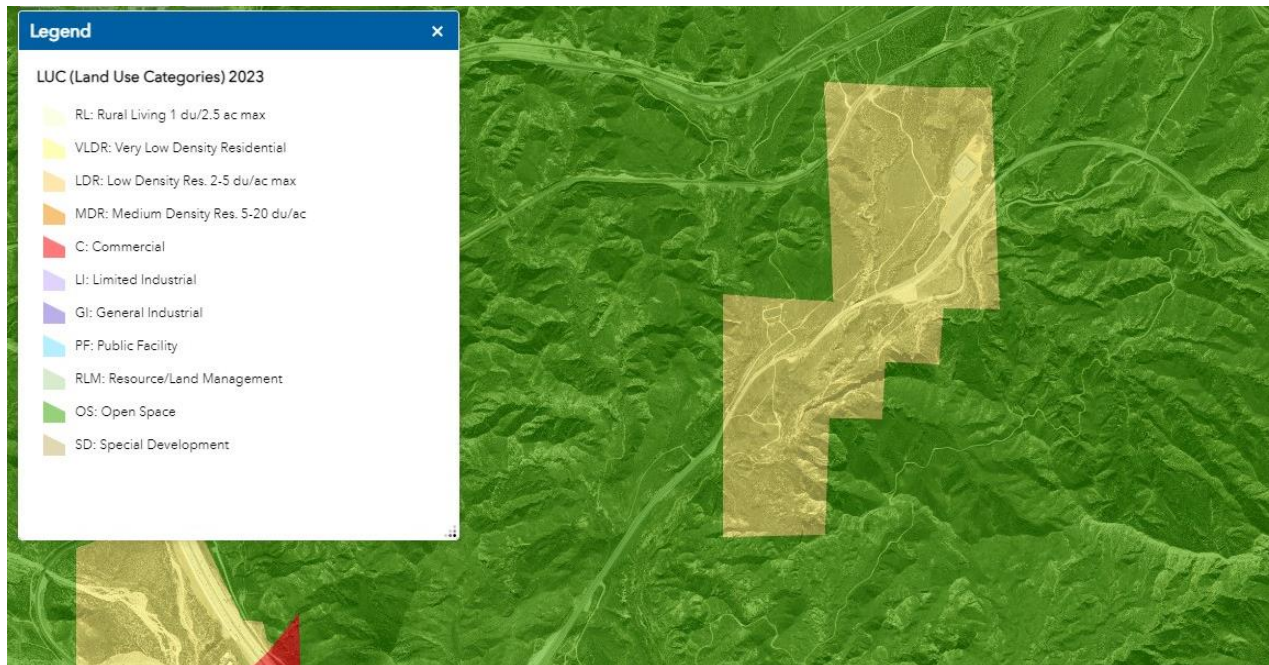 Legend
LUC (Land Use Categories) 2023
RL: Rural Living 1 du/2.5 ac max
VLDR: Very Low Density Residential
LDR: Low Density Res. 2-5 du/ac max
MDR: Medium Density Res. 5-20 du/ac
C: Commercial
LI: Limited Industrial
GI: General Industrial
PF: Public Facility
RLM: Resource/Land Management
OS: Open Space
SD: Special Development